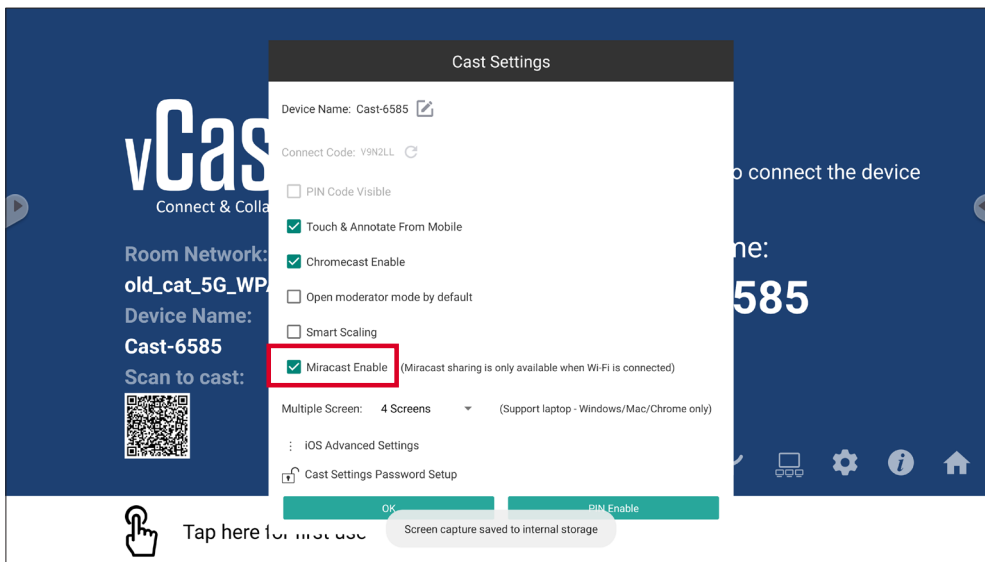 Cast Settings
Device Name: Cast-6585
Connect Code: V9N2LL
PIN Code Visible
Touch & Annotate From Mobile
Chromecast Enable
Open moderator mode by default
Smart Scaling
Miracast Enable (Miracast sharing is only available when Wi-Fi is connected)
Multiple Screen: 4 Screens (Support laptop - Windows/Mac/Chrome only)
iOS Advanced Settings
Cast Settings Password Setup
OK
PIN Enable
Screen capture saved to internal storage
vCas
Connect & Colla
Room Network:
old_cat_5G_WP
Device Name:
Cast-6585
Scan to cast:
connect the device
me:
585
Tap here for first use